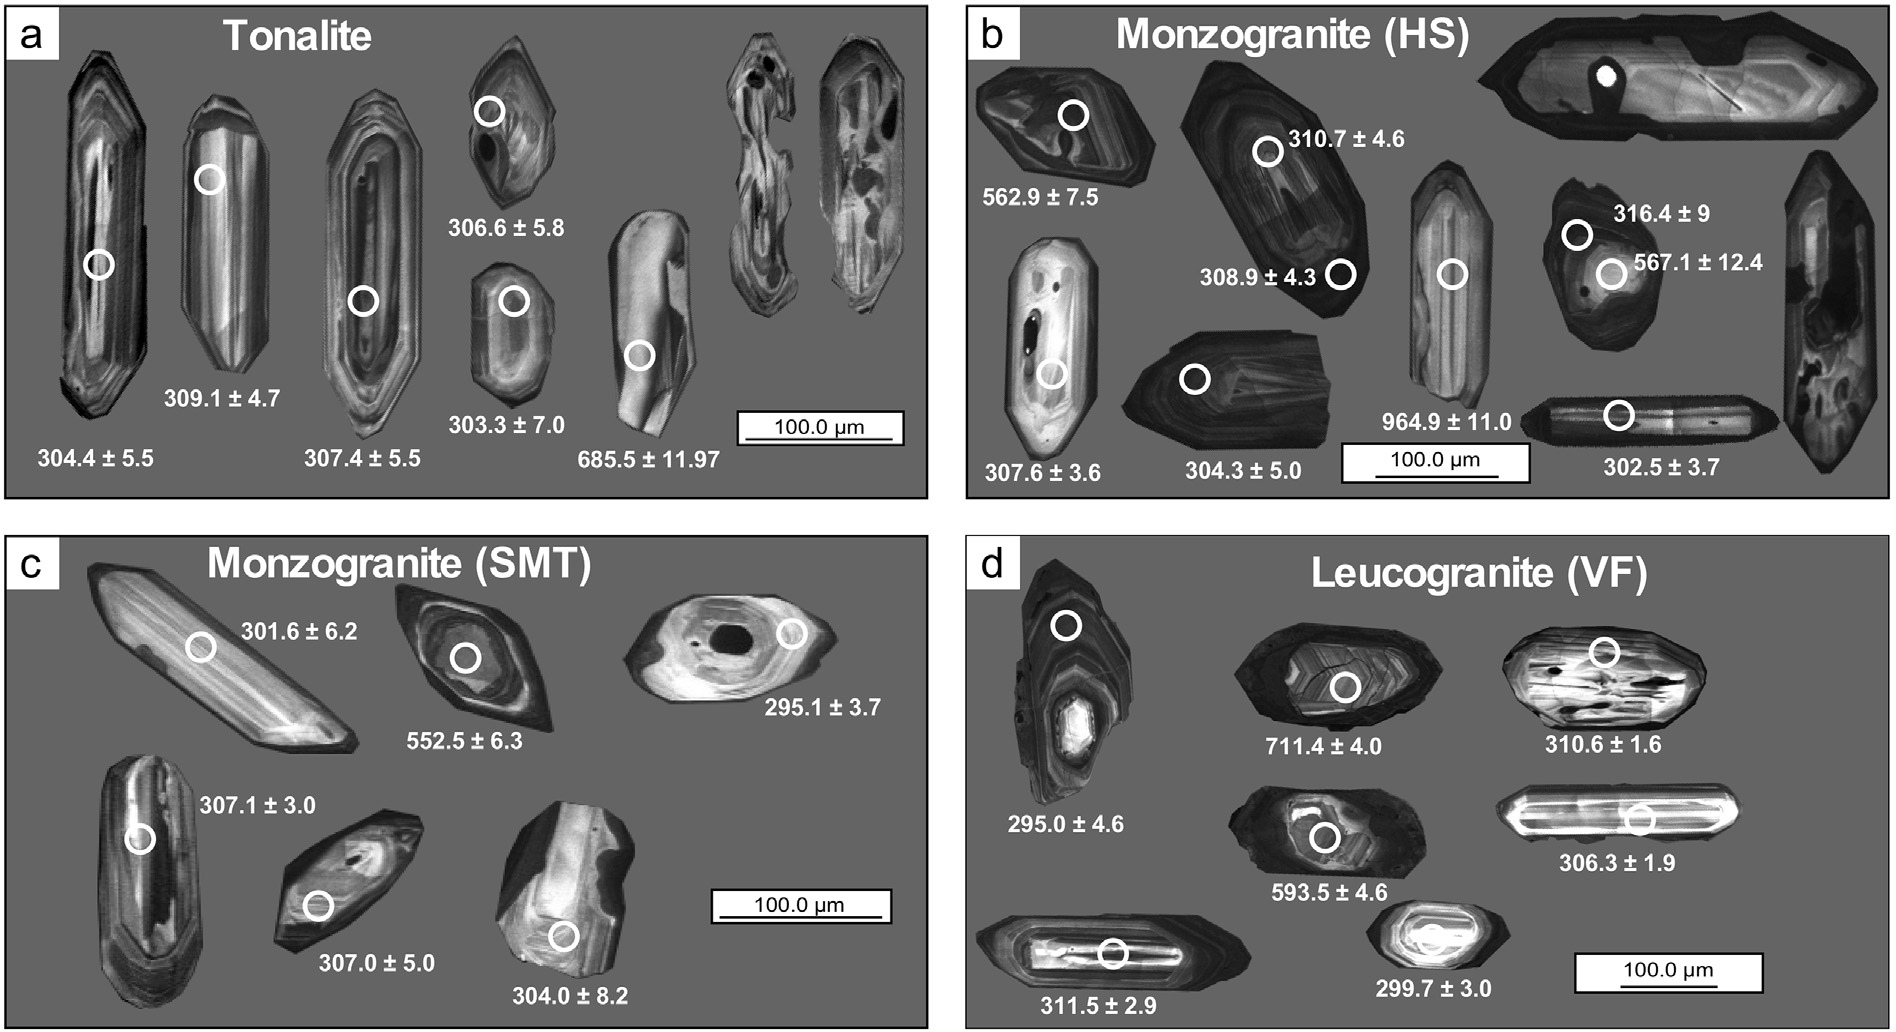 a
Tonalite
306.6 ± 5.8
309.1 ± 4.7
303.3 ± 7.0
304.4 ± 5.5
307.4 ± 5.5
685.5 ± 11.97
100.0 µm
b
Monzogranite (HS)
310.7 ± 4.6
562.9 ± 7.5
316.4 ± 9
567.1 ± 12.4
308.9 ± 4.3
964.9 ± 11.0
307.6 ± 3.6
304.3 ± 5.0
100.0 µm
302.5 ± 3.7
c
Monzogranite (SMT)
301.6 ± 6.2
552.5 ± 6.3
295.1 ± 3.7
307.1 ± 3.0
307.0 ± 5.0
304.0 ± 8.2
100.0 µm
d
Leucogranite (VF)
711.4 ± 4.0
310.6 ± 1.6
295.0 ± 4.6
593.5 ± 4.6
306.3 ± 1.9
311.5 ± 2.9
299.7 ± 3.0
100.0 µm